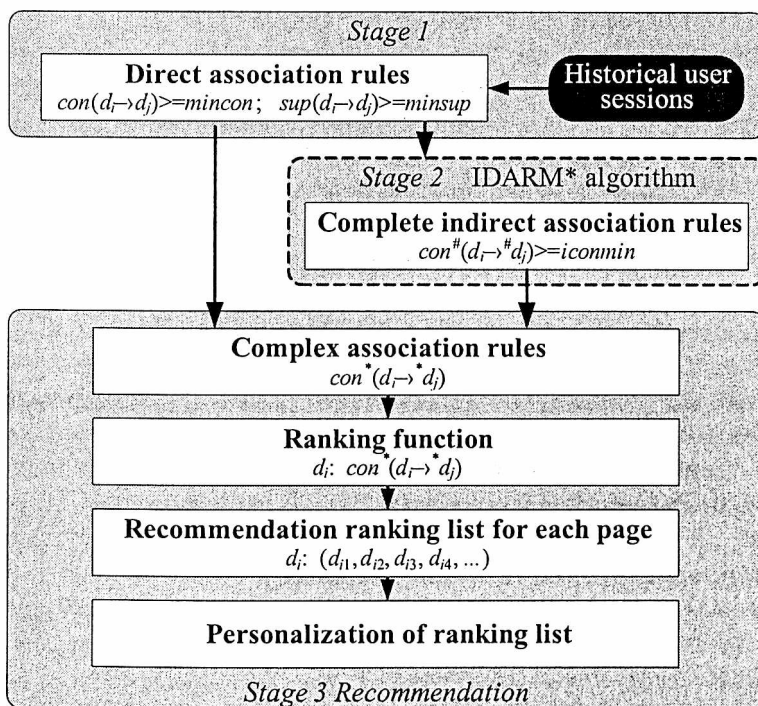 Stage 1
Direct association rules
con(dᵢ→dⱼ)>=mincon; sup(dᵢ→dⱼ)>=minsup
Historical user
sessions
Stage 2 IDARM* algorithm
Complete indirect association rules
con#(dᵢ→#dⱼ)>=iconmin
Complex association rules
con*(dᵢ→*dⱼ)
Ranking function
dᵢ: con*(dᵢ→*dⱼ)
Recommendation ranking list for each page
dᵢ: (dᵢ₁, dᵢ₂, dᵢ₃, dᵢ₄, ...)
Personalization of ranking list
Stage 3 Recommendation